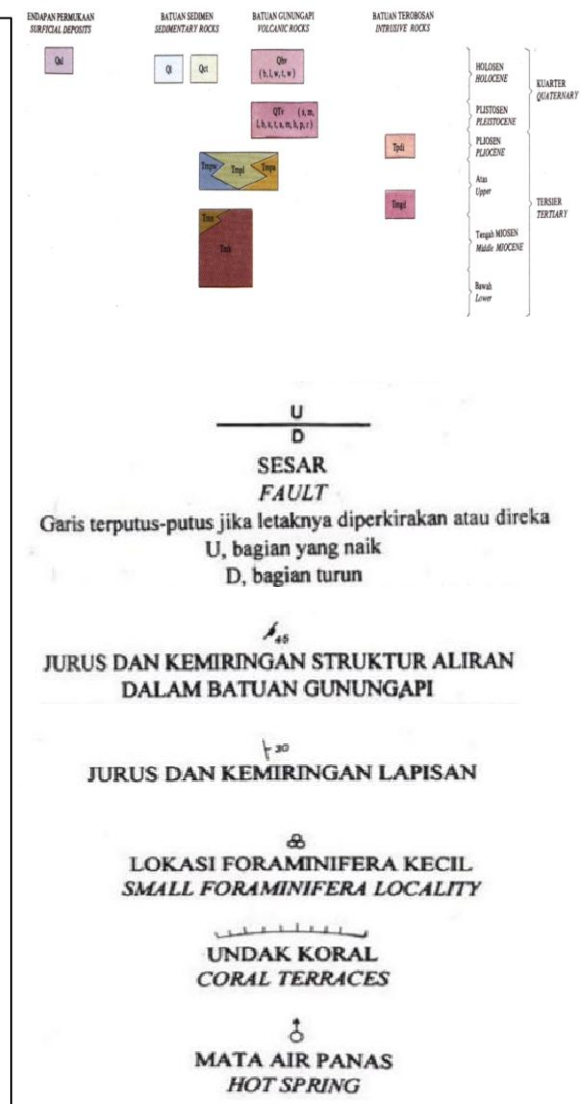 ENDAPAN PERMUKAAN
SURFICIAL DEPOSITS
BATUAN SEDIMEN
SEDIMENTARY ROCKS
BATUAN GUNUNGAPI
VOLCANIC ROCKS
BATUAN TEROBOSAN
INTRUSIVE ROCKS
Qal
Ql
Qct
Qhv
HOLOSEN
HOLOCENE
KUARTER
QUATERNARY
QTv
PLISTOSEN
PLEISTOCENE
Tmpw
Tmpl
Tmpa
Tpdi
PLIOSEN
PLIOCENE
Atas
Upper
Tmgd
TERSIER
TERTIARY
Tengah MIOSEN
Middle MIOCENE
Bawah
Lower
U
D
SESAR
FAULT
Garis terputus-putus jika letaknya diperkirakan atau direka
U, bagian yang naik
D, bagian turun
45
JURUS DAN KEMIRINGAN STRUKTUR ALIRAN
DALAM BATUAN GUNUNGAPI
30
JURUS DAN KEMIRINGAN LAPISAN
LOKASI FORAMINIFERA KECIL
SMALL FORAMINIFERA LOCALITY
UNDAK KORAL
CORAL TERRACES
MATA AIR PANAS
HOT SPRING